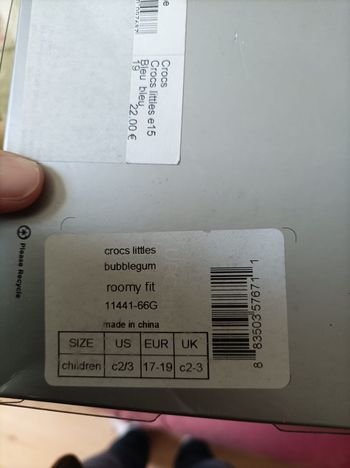 Crocs
Crocs littles e15
Bleu bleu
19
22.00 €
Please Recycle
crocs littles
bubblegum
roomy fit
11441-66G
made in china
SIZE US EUR UK
children c2/3 17-19 c2-3
8 83503 57671 1